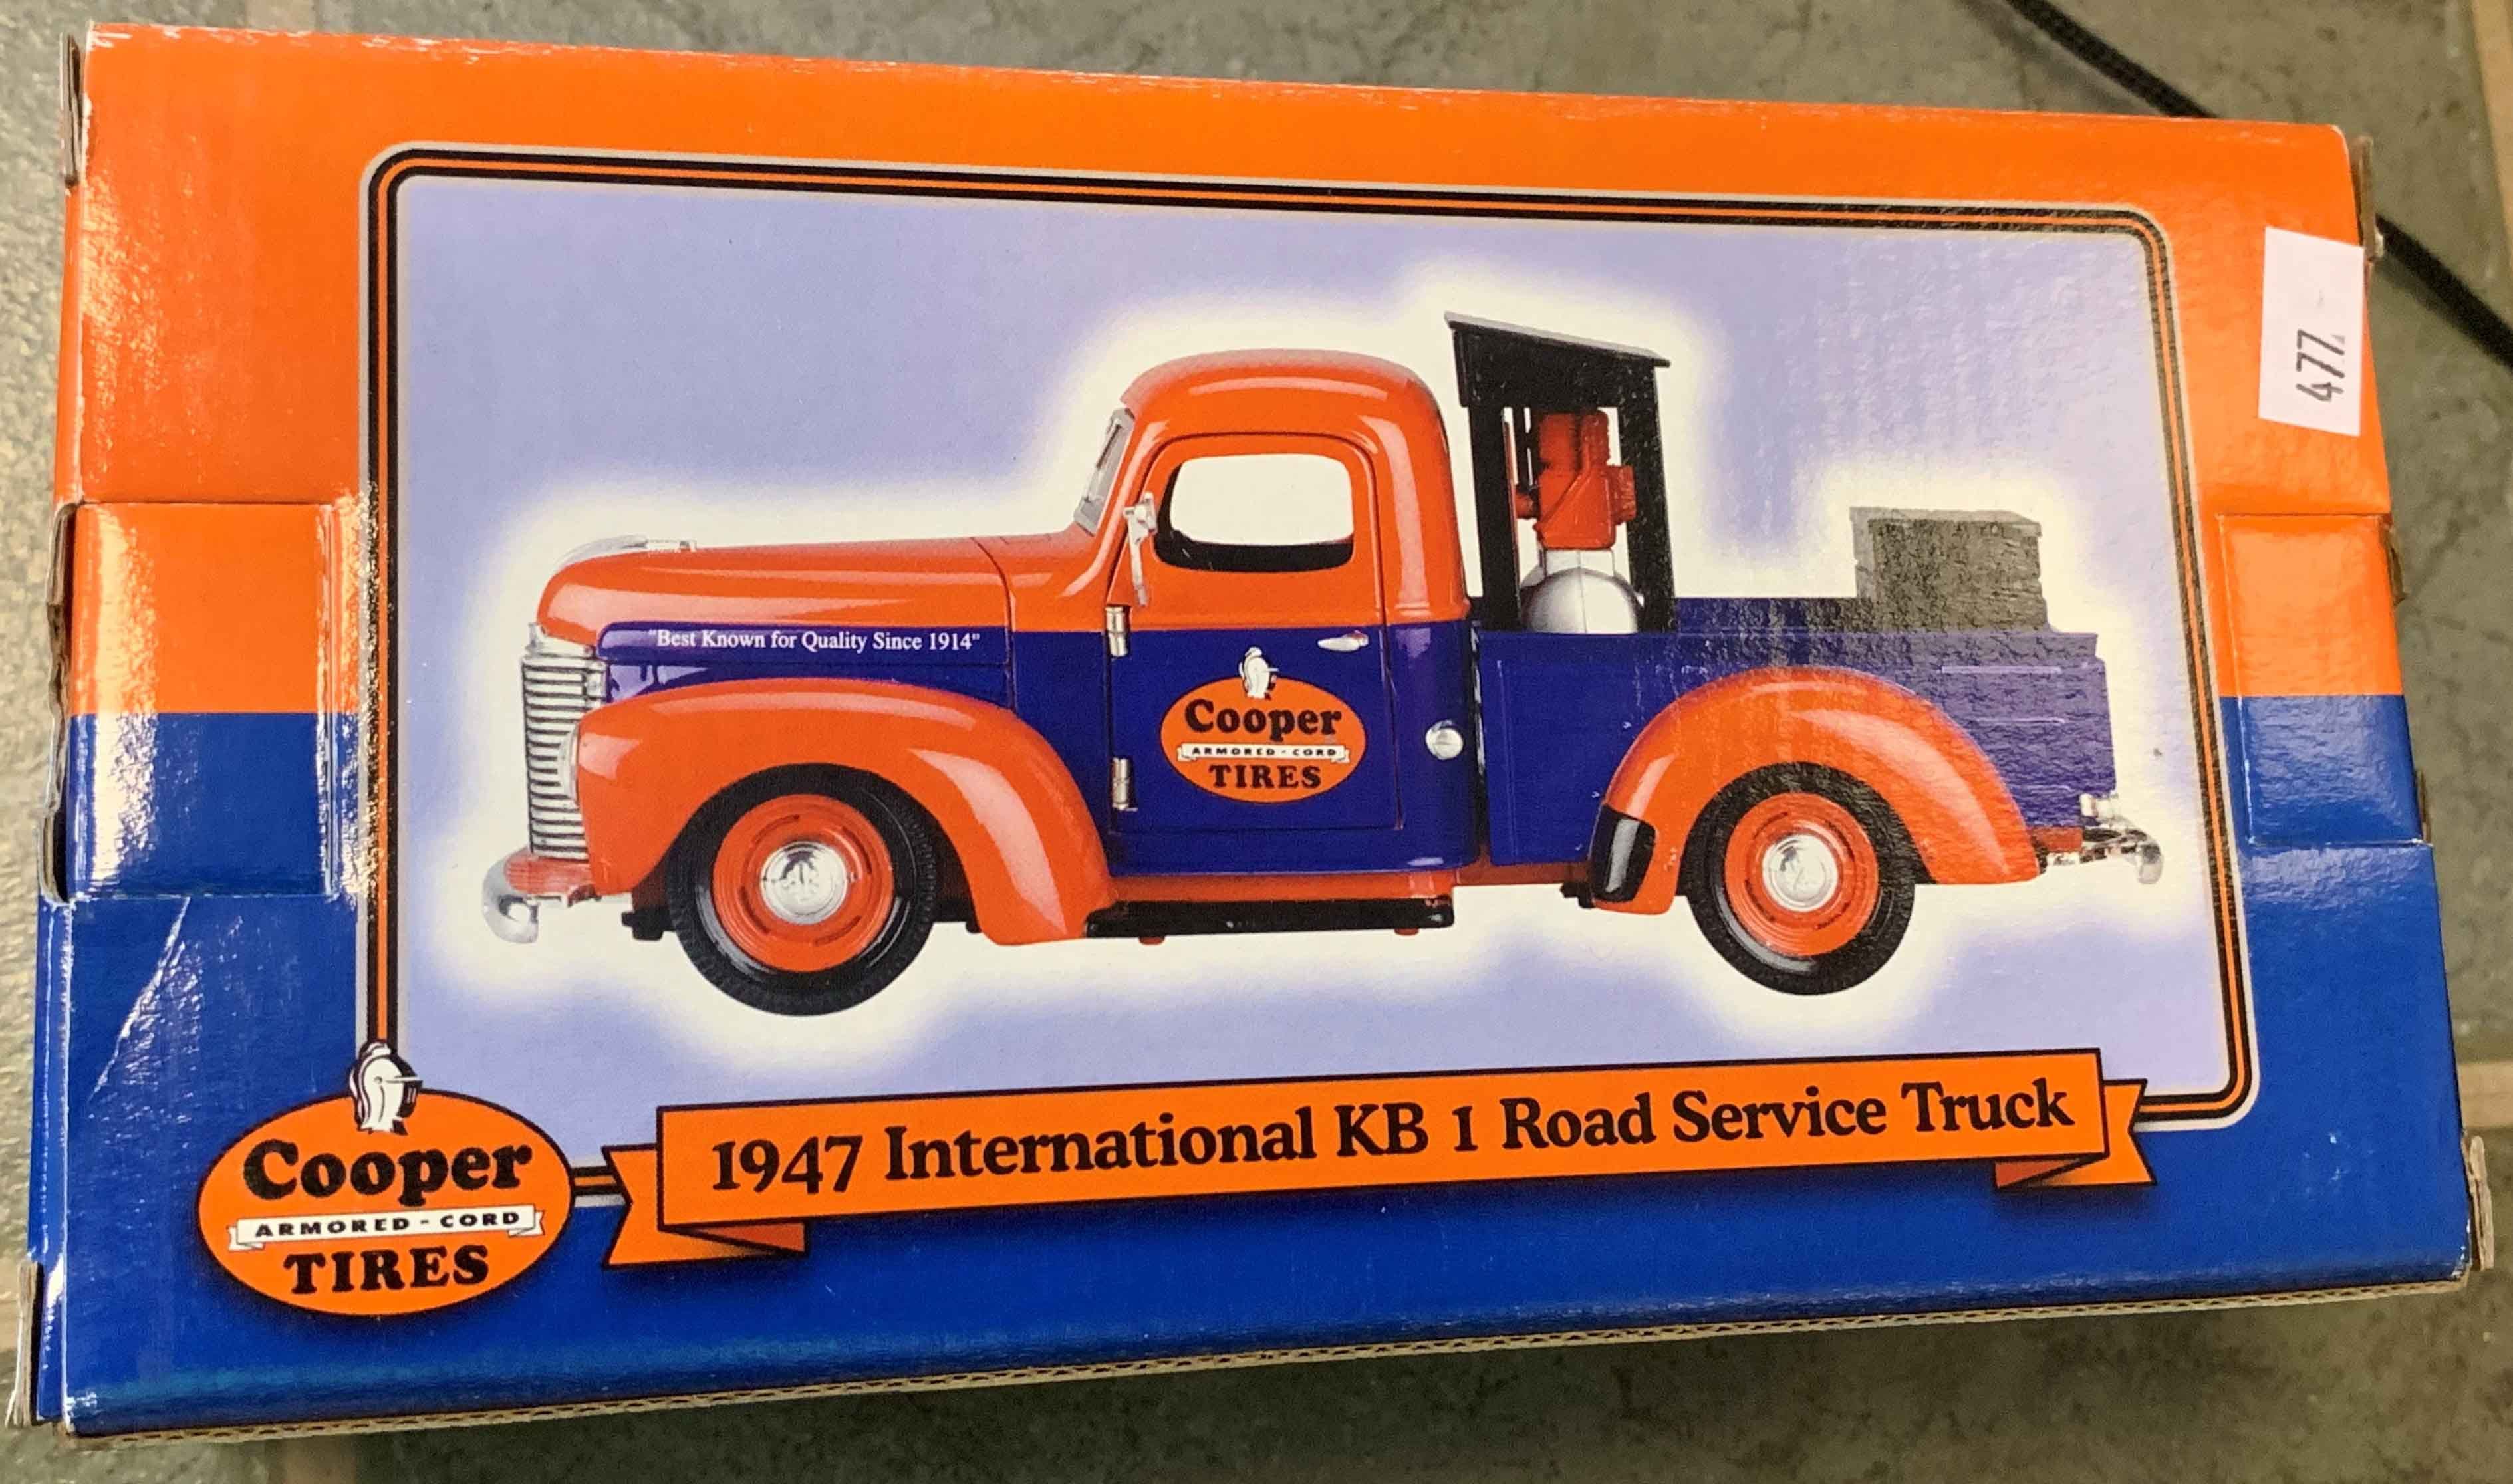 477
"Best Known for Quality Since 1914"
Cooper
ARMORED - CORD
TIRES
Cooper
ARMORED - CORD
TIRES
1947 International KB 1 Road Service Truck